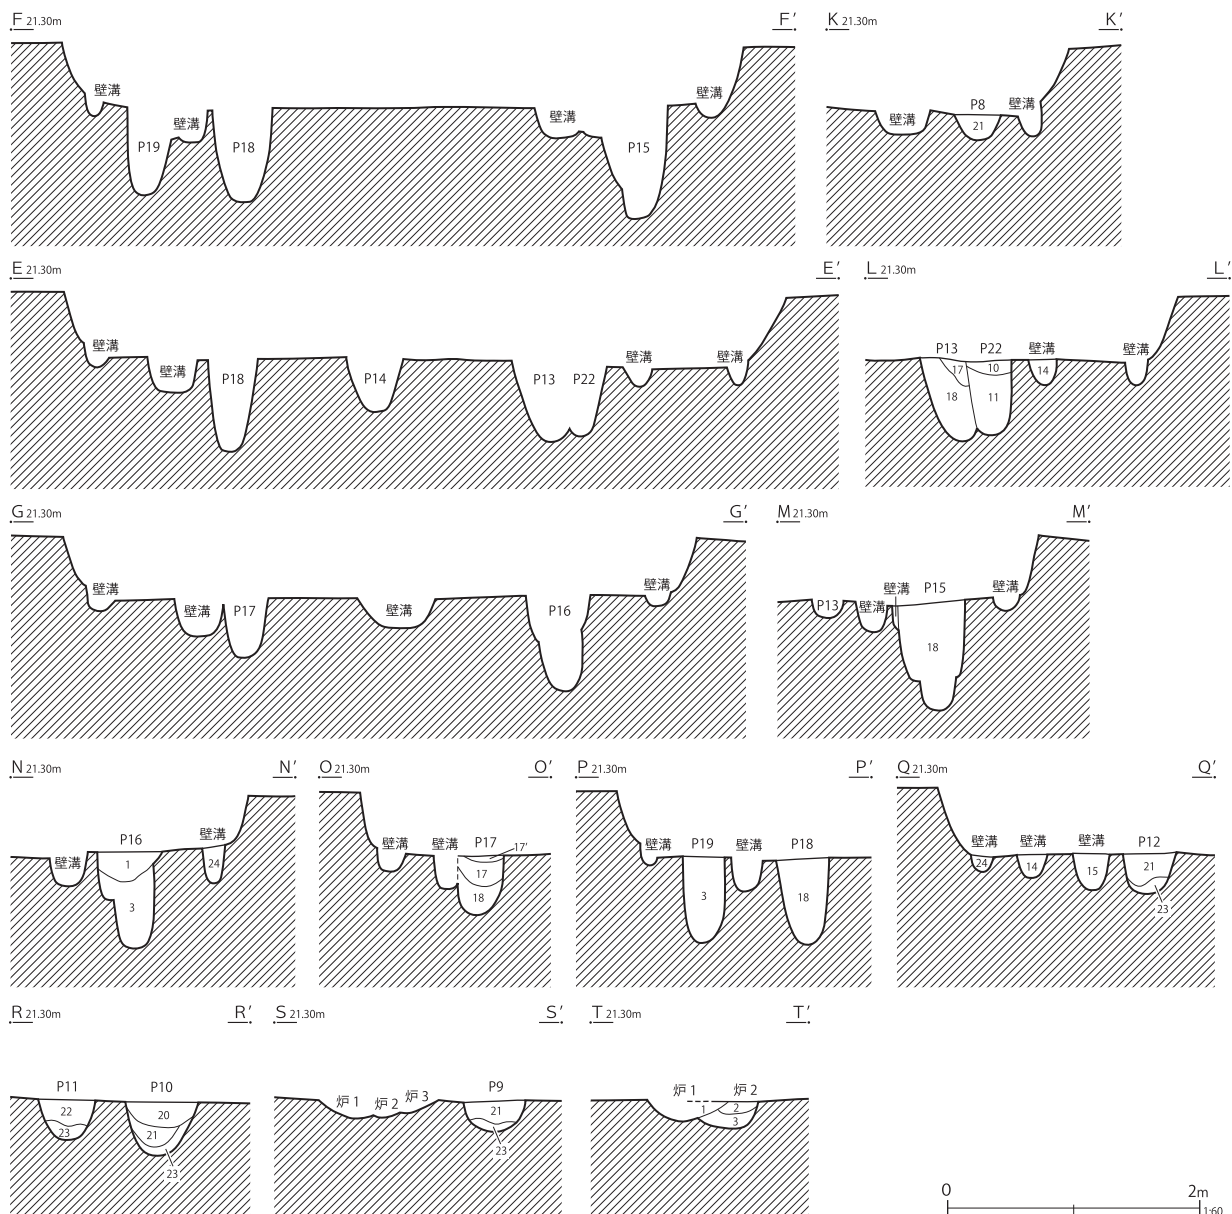 F 21.30m F′
壁溝 P19 壁溝 P18 壁溝 P15 壁溝
K 21.30m K′
壁溝 P8 壁溝
21
E 21.30m E′
壁溝 壁溝 P18 P14 P13 P22 壁溝 壁溝
L 21.30m L′
P13 P22 壁溝 壁溝
17 10 14
18 11
G 21.30m G′
壁溝 壁溝 P17 壁溝 P16 壁溝
M 21.30m M′
P13 壁溝 壁溝 P15 壁溝
18
N 21.30m N′
壁溝 P16 壁溝
1 24
3
O 21.30m O′
壁溝 壁溝 P17
17′
17
18
P 21.30m P′
壁溝 P19 壁溝 P18
3 18
Q 21.30m Q′
壁溝 壁溝 壁溝 P12
24 14 15 21
23
R 21.30m R′
P11 P10
22 20
23 21
23
S 21.30m S′
炉1 炉2 炉3 P9
21
23
T 21.30m T′
炉1 炉2
1 2
3
0 2m
1:60